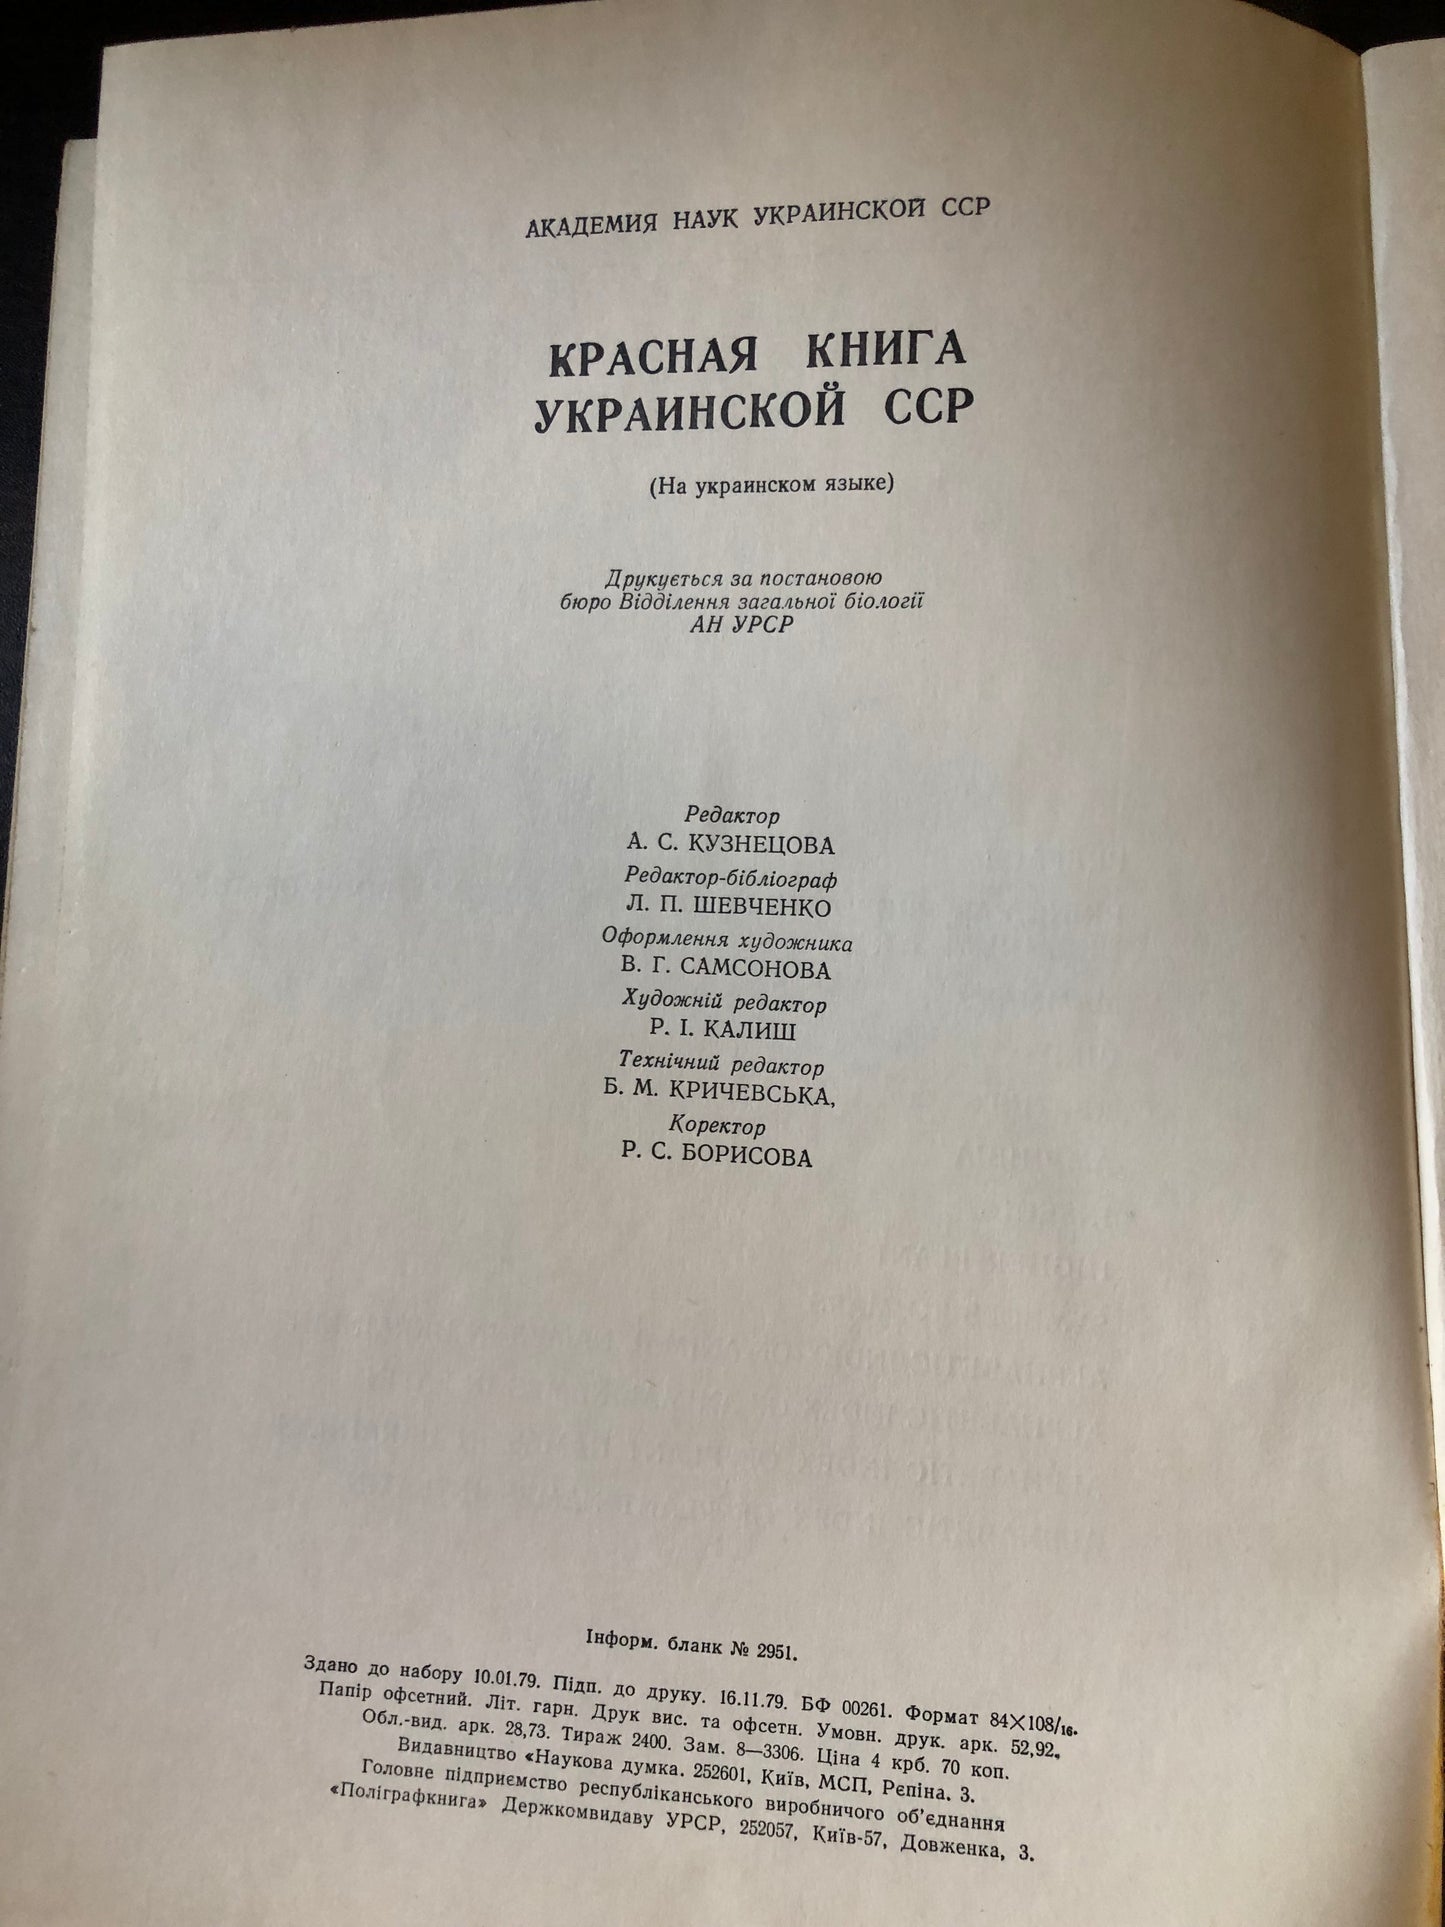 АКАДЕМИЯ НАУК УКРАИНСКОЙ ССР
КРАСНАЯ КНИГА
УКРАИНСКОЙ ССР
(На украинском языке)
Друкується за постановою
бюро Відділення загальної біології
АН УРСР
Редактор
А. С. КУЗНЕЦОВА
Редактор-бібліограф
Л. П. ШЕВЧЕНКО
Оформлення художника
В. Г. САМСОНОВА
Художній редактор
Р. І. КАЛИШ
Технічний редактор
Б. М. КРИЧЕВСЬКА,
Коректор
Р. С. БОРИСОВА
Інформ. бланк № 2951.
Здано до набору 10.01.79. Підп. до друку. 16.11.79. БФ 00261. Формат 84×108/16.
Папір офсетний. Літ. гарн. Друк вис. та офсетн. Умовн. друк. арк. 52,92.
Обл.-вид. арк. 28,73. Тираж 2400. Зам. 8—3306. Ціна 4 крб. 70 коп.
Видавництво «Наукова думка. 252601, Київ, МСП, Рєпіна. 3.
Головне підприємство республіканського виробничого об'єднання
«Поліграфкнига» Держкомвидаву УРСР, 252057, Київ-57, Довженка, 3.